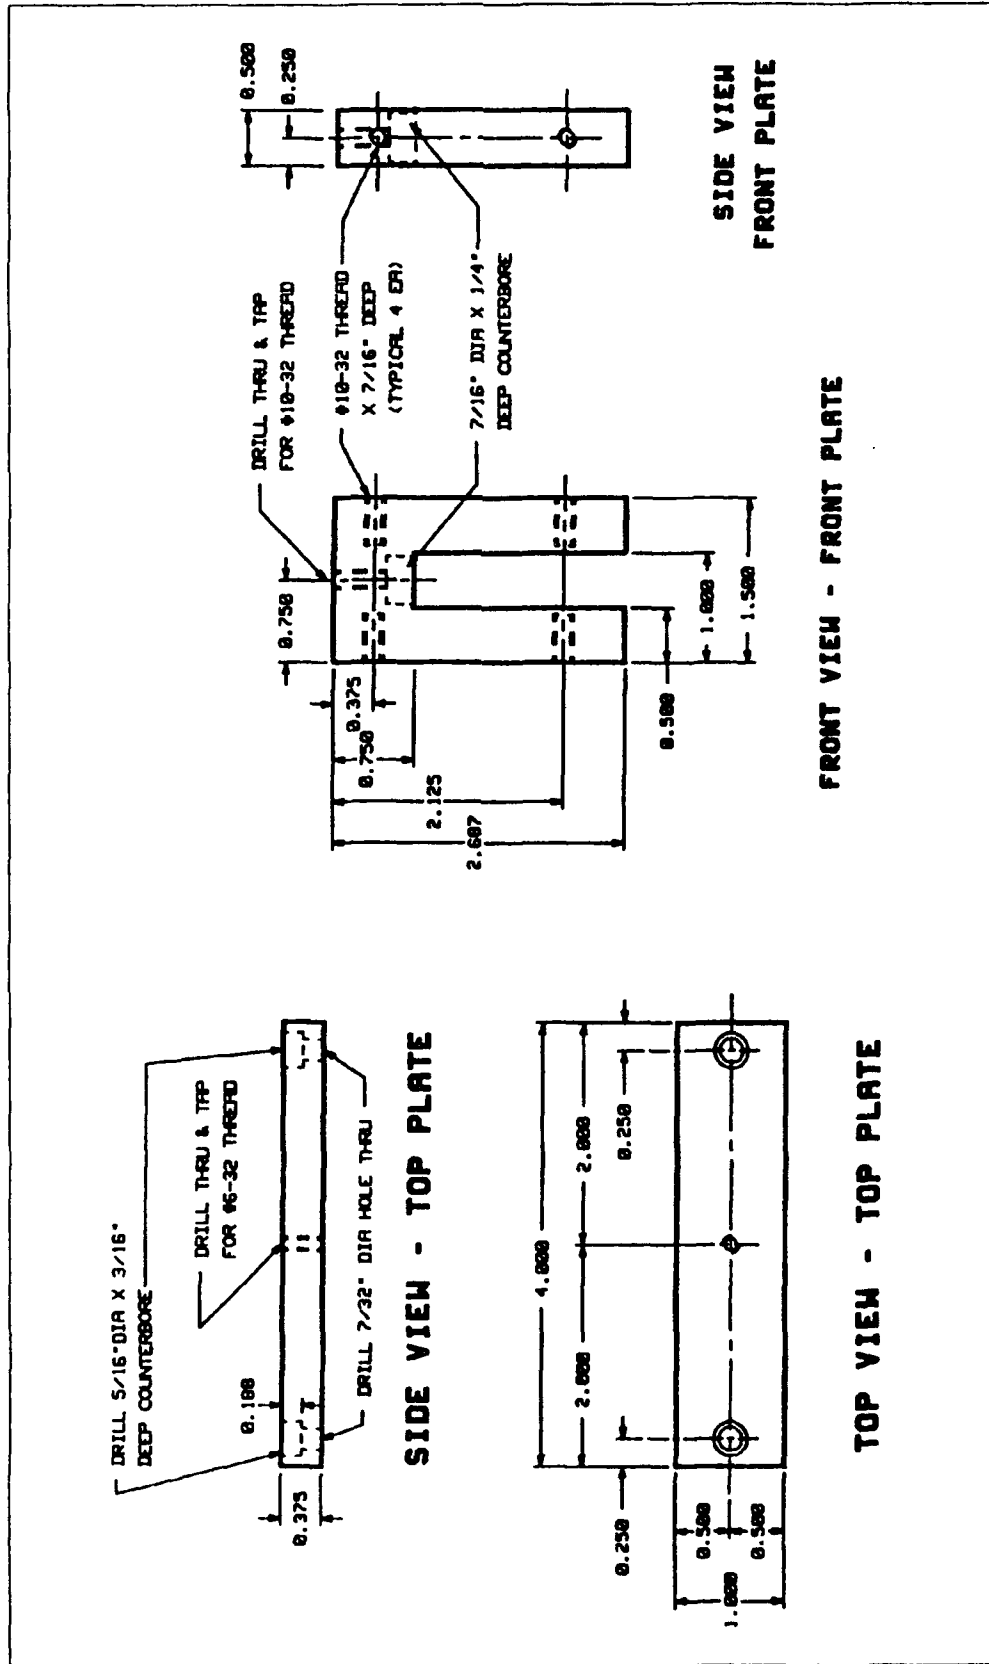 DRILL 5/16"DIA X 3/16"
DEEP COUNTERBORE
DRILL THRU & TAP
FOR #6-32 THREAD
0.188
0.375
DRILL 7/32" DIA HOLE THRU
SIDE VIEW - TOP PLATE
4.000
2.000
2.000
0.250
0.250
0.500
0.500
1.000
TOP VIEW - TOP PLATE
DRILL THRU & TAP
FOR #10-32 THREAD
#10-32 THREAD
X 7/16" DEEP
(TYPICAL 4 EA)
7/16" DIA X 1/4"
DEEP COUNTERBORE
0.750
0.375
0.750
2.125
2.687
0.500
1.000
1.500
FRONT VIEW - FRONT PLATE
0.500
0.250
SIDE VIEW
FRONT PLATE